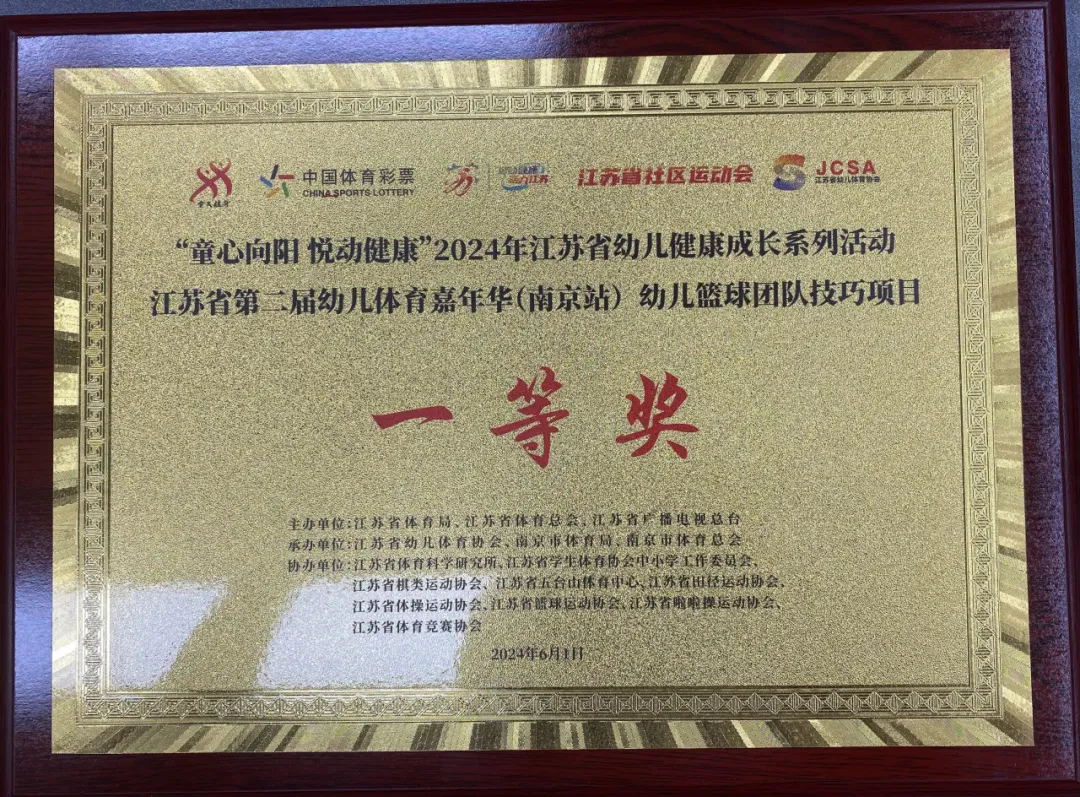 中国体育彩票
CHINA SPORTS LOTTERY
苏
江苏省社区运动会
JCSA
江苏省幼儿体育协会
“童心向阳 悦动健康”2024年江苏省幼儿健康成长系列活动
江苏省第二届幼儿体育嘉年华(南京站）幼儿篮球团队技巧项目
一等奖
主办单位:江苏省体育局、江苏省体育总会、江苏省广播电视总台
承办单位:江苏省幼儿体育协会、南京市体育局、南京市体育总会
协办单位:江苏省体育科学研究所、江苏省学生体育协会中小学工作委员会、
江苏省棋类运动协会、江苏省五台山体育中心、江苏省田径运动协会、
江苏省体操运动协会、江苏省篮球运动协会、江苏省啦啦操运动协会、
江苏省体育竞赛协会
2024年6月1日